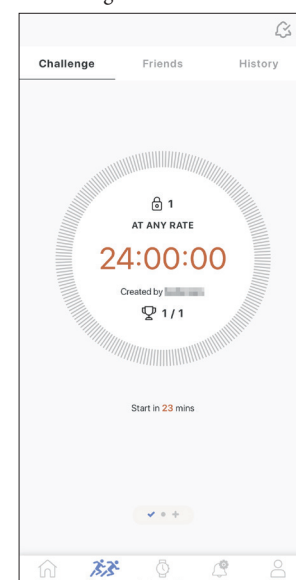 Challenge Friends History
1
AT ANY RATE
24:00:00
Created by
1 / 1
Start in 23 mins